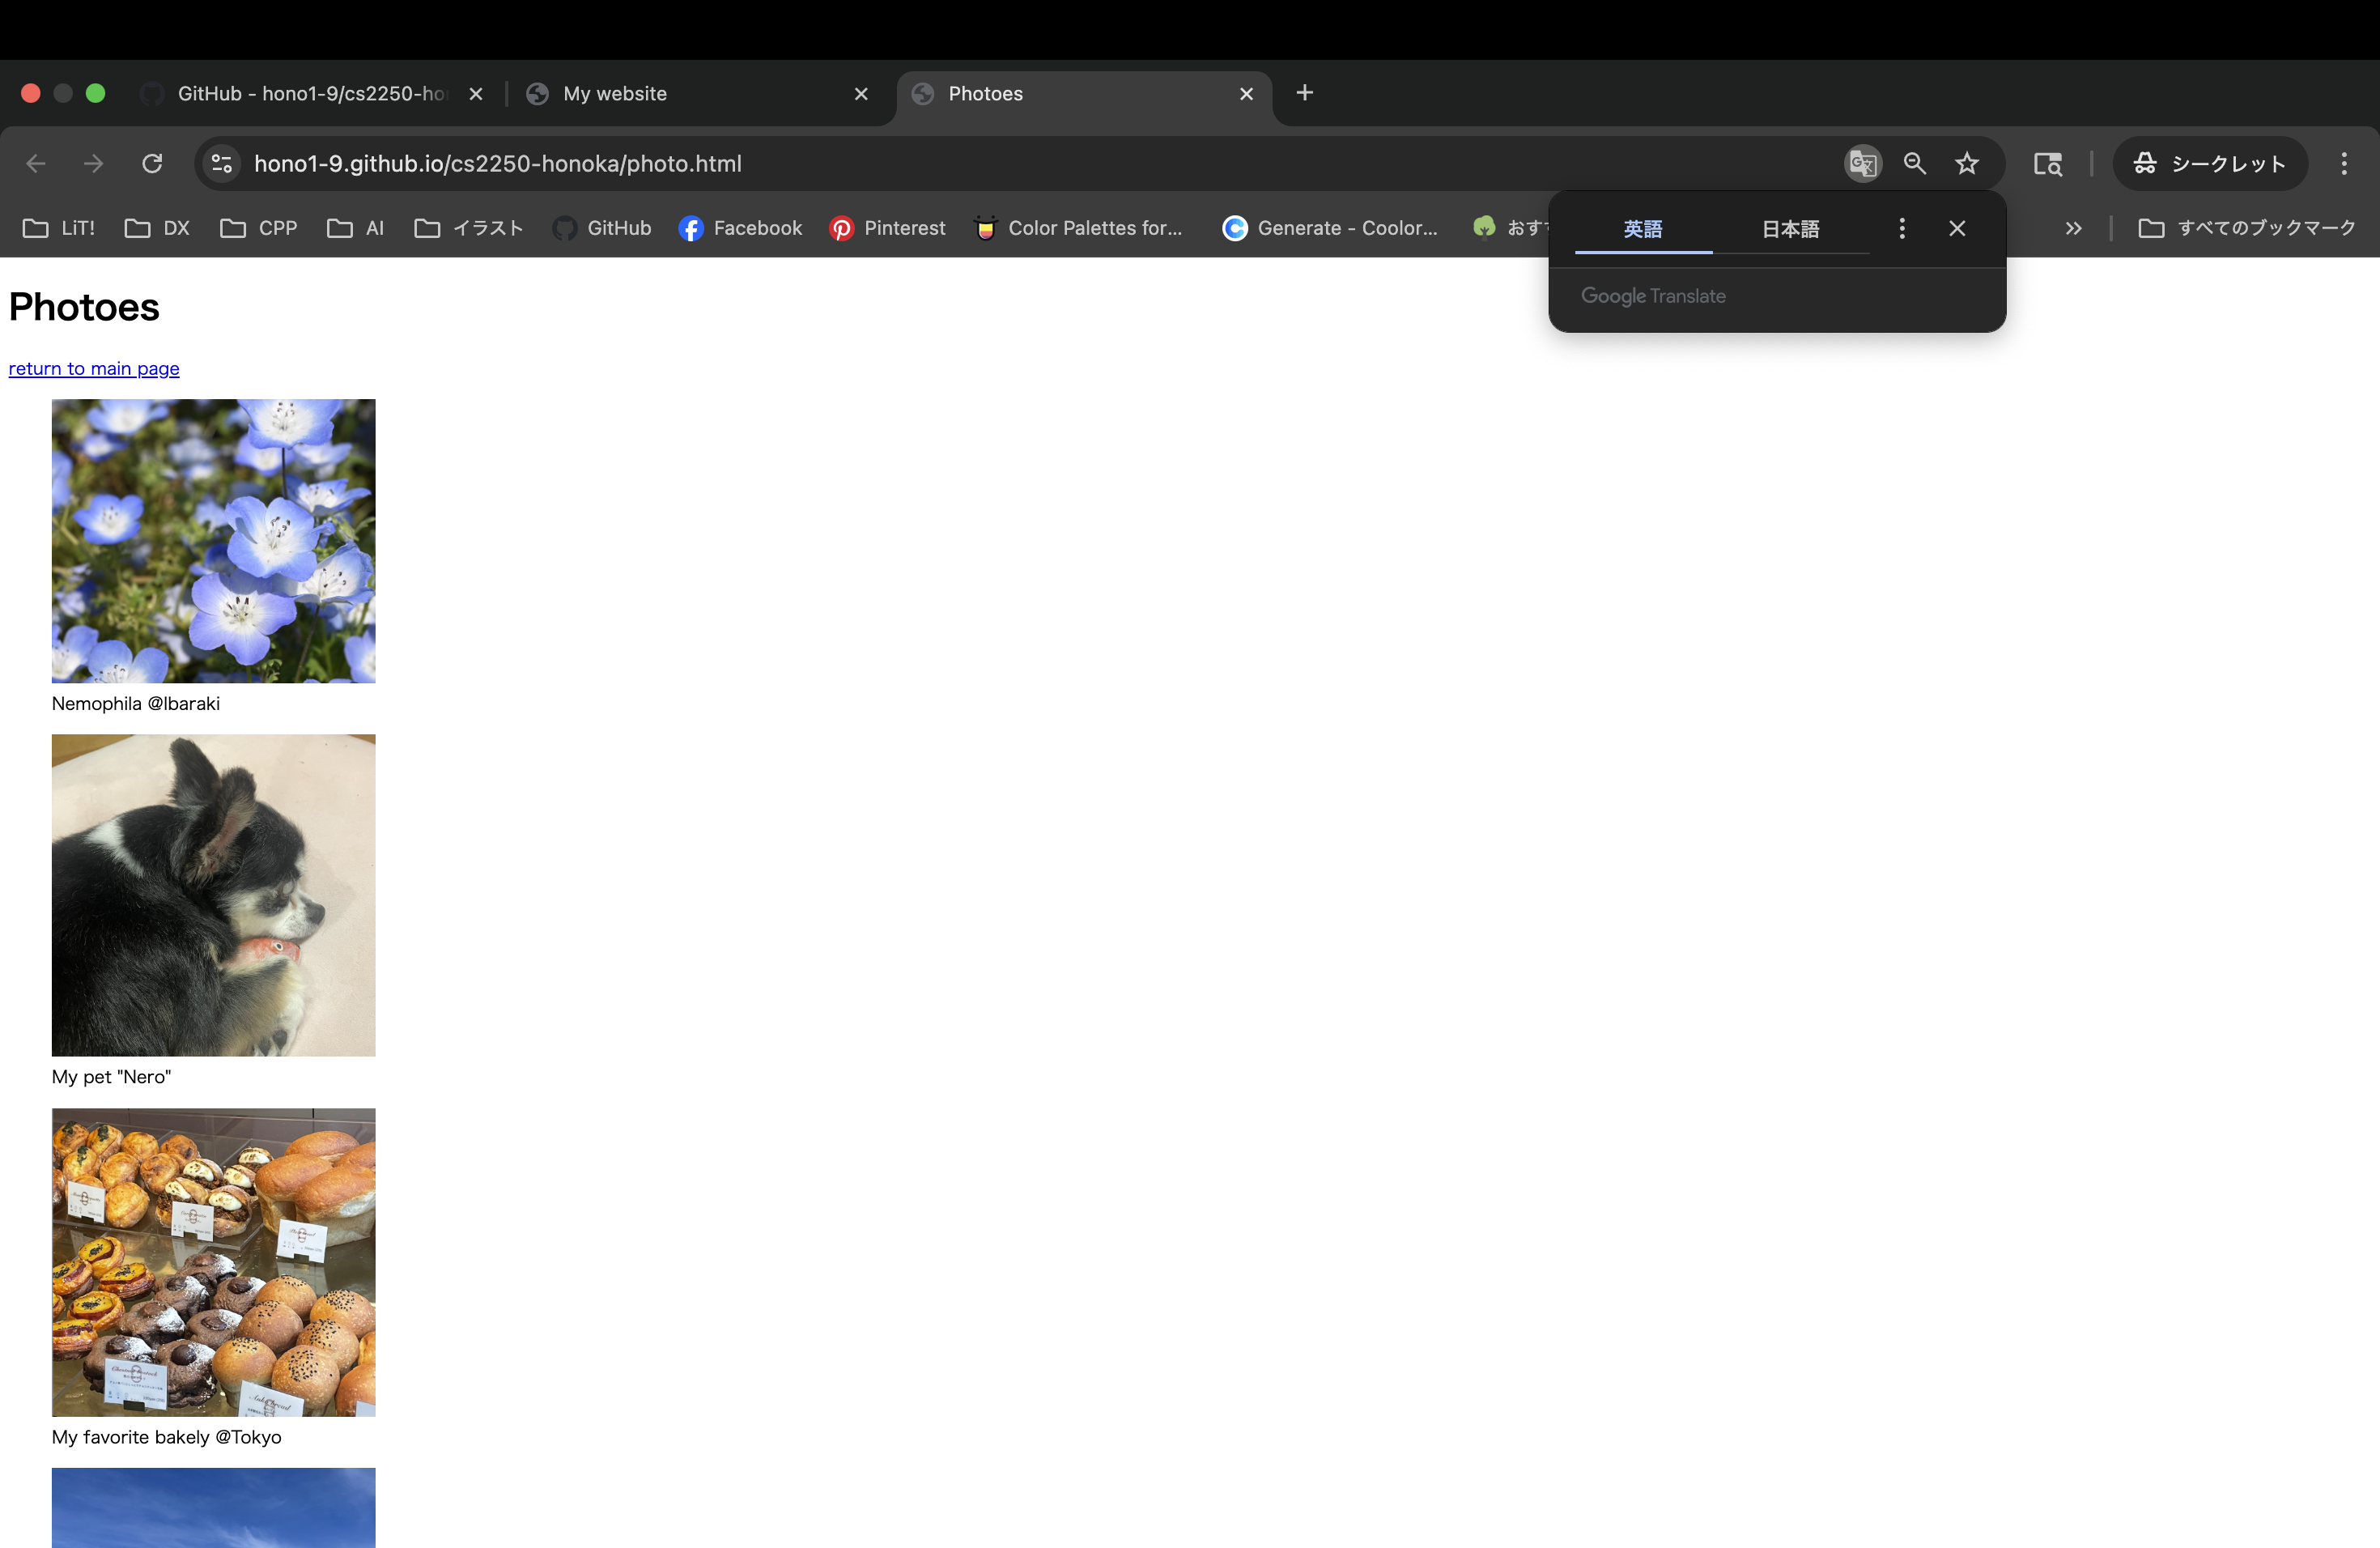 GitHub - hono1-9/cs2250-ho
My website
Photoes
hono1-9.github.io/cs2250-honoka/photo.html
シークレット
LiT!
DX
CPP
AI
イラスト
GitHub
Facebook
Pinterest
Color Palettes for...
Generate - Coolor...
おす
すべてのブックマーク
英語
日本語
Google Translate
Photoes
return to main page
Nemophila @Ibaraki
My pet "Nero"
My favorite bakely @Tokyo